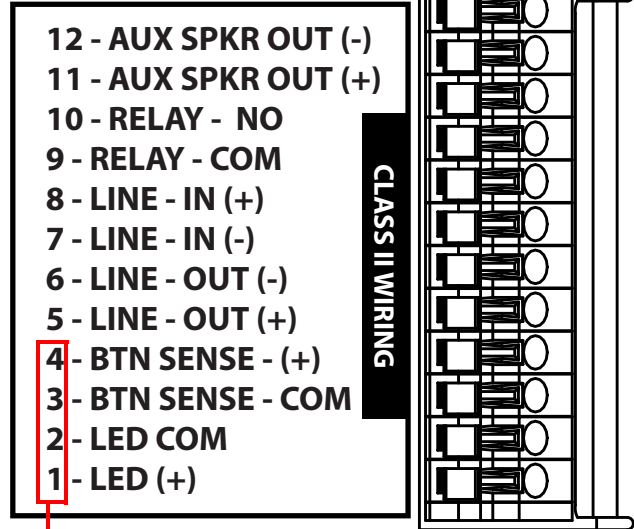 12 - AUX SPKR OUT (-)
11 - AUX SPKR OUT (+)
10 - RELAY -  NO
9 - RELAY - COM
8 - LINE - IN (+)
7 - LINE - IN (-)
6 - LINE - OUT (-)
5 - LINE - OUT (+)
4 - BTN SENSE - (+)
3 - BTN SENSE - COM
2 - LED COM
1 - LED (+)
CLASS II WIRING